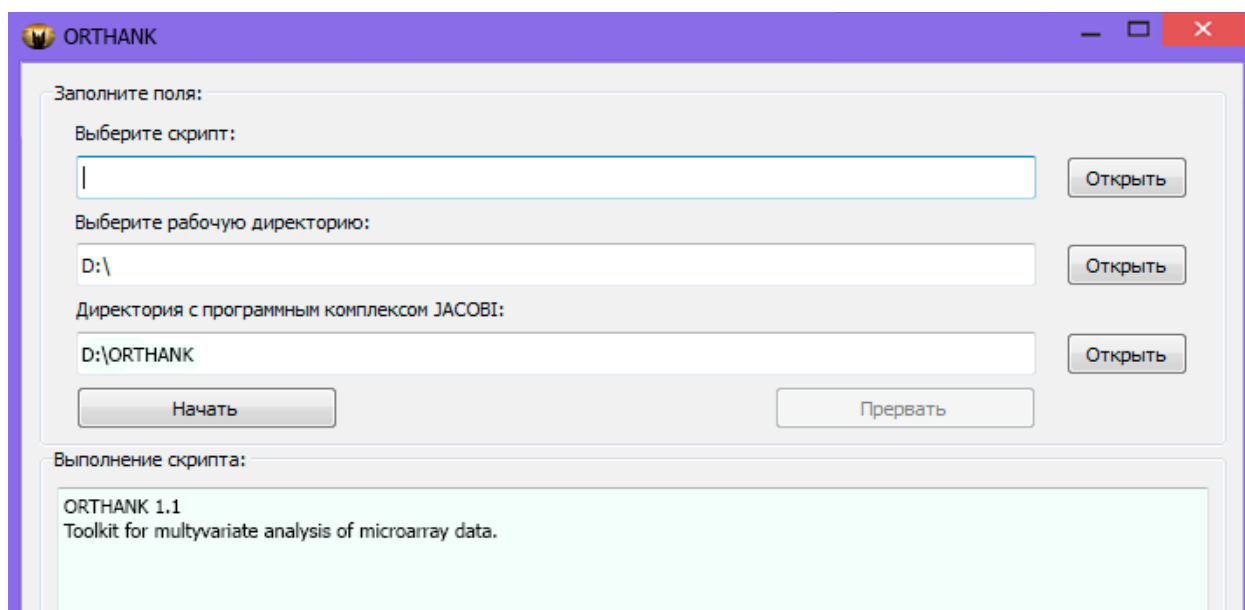 ORTHANK
Заполните поля:
Выберите скрипт:
Открыть
Выберите рабочую директорию:
D:\
Открыть
Директория с программным комплексом JACOBI:
D:\ORTHANK
Открыть
Начать
Прервать
Выполнение скрипта:
ORTHANK 1.1
Toolkit for multyvariate analysis of microarray data.